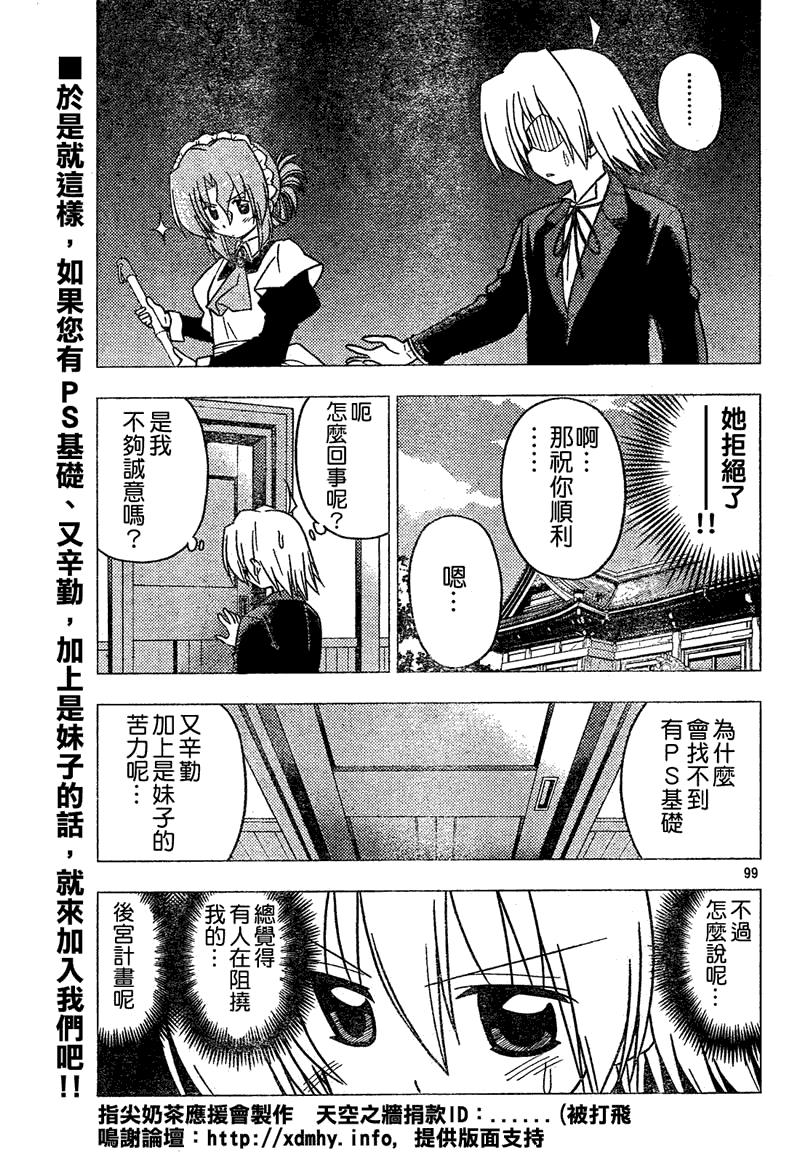 ■於是就這樣，如果您有PS基礎、又辛勤，加上是妹子的話，就來加入我們吧!!
………
她拒絕了
——!!
啊…
那祝你順利
……
嗯…
呃
怎麼回事呢？
是我
不夠誠意嗎？
為什麼
會找不到
有PS基礎
又辛勤
加上是妹子的
苦力呢…
99
不過
怎麼說呢…
總覺得
有人在阻撓
我的…
後宮計畫呢
指尖奶茶應援會製作　天空之牆捐款ID：......(被打飛
鳴謝論壇：http://xdmhy.info, 提供版面支持